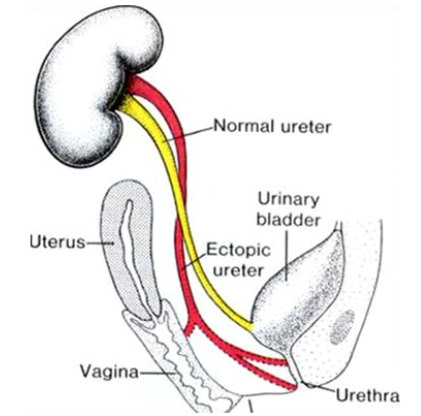 Normal ureter
Urinary
bladder
Uterus
Ectopic
ureter
Vagina
Urethra